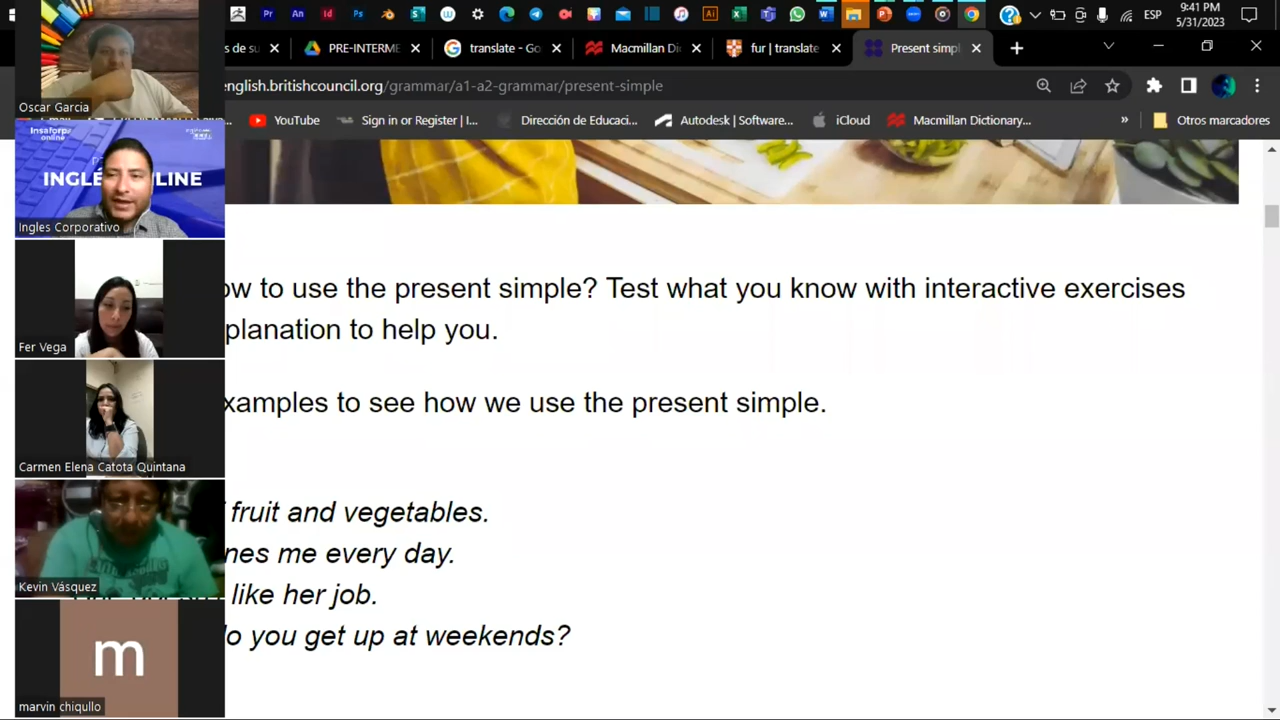 9:41 PM
ESP
5/31/2023
s de su
PRE-INTERME
translate - Go
Macmillan Di
fur | translate
Present simpl
english.britishcouncil.org/grammar/a1-a2-grammar/present-simple
YouTube
Sign in or Register | I...
Dirección de Educaci...
Autodesk | Software...
iCloud
Macmillan Dictionary...
»
Otros marcadores
Oscar Garcia
Insaforp
online
INGLE LINE
Ingles Corporativo
Fer Vega
Carmen Elena Catota Quintana
Kevin Vásquez
m
marvin chiqullo
ow to use the present simple? Test what you know with interactive exercises
planation to help you.
xamples to see how we use the present simple.
fruit and vegetables.
nes me every day.
like her job.
do you get up at weekends?